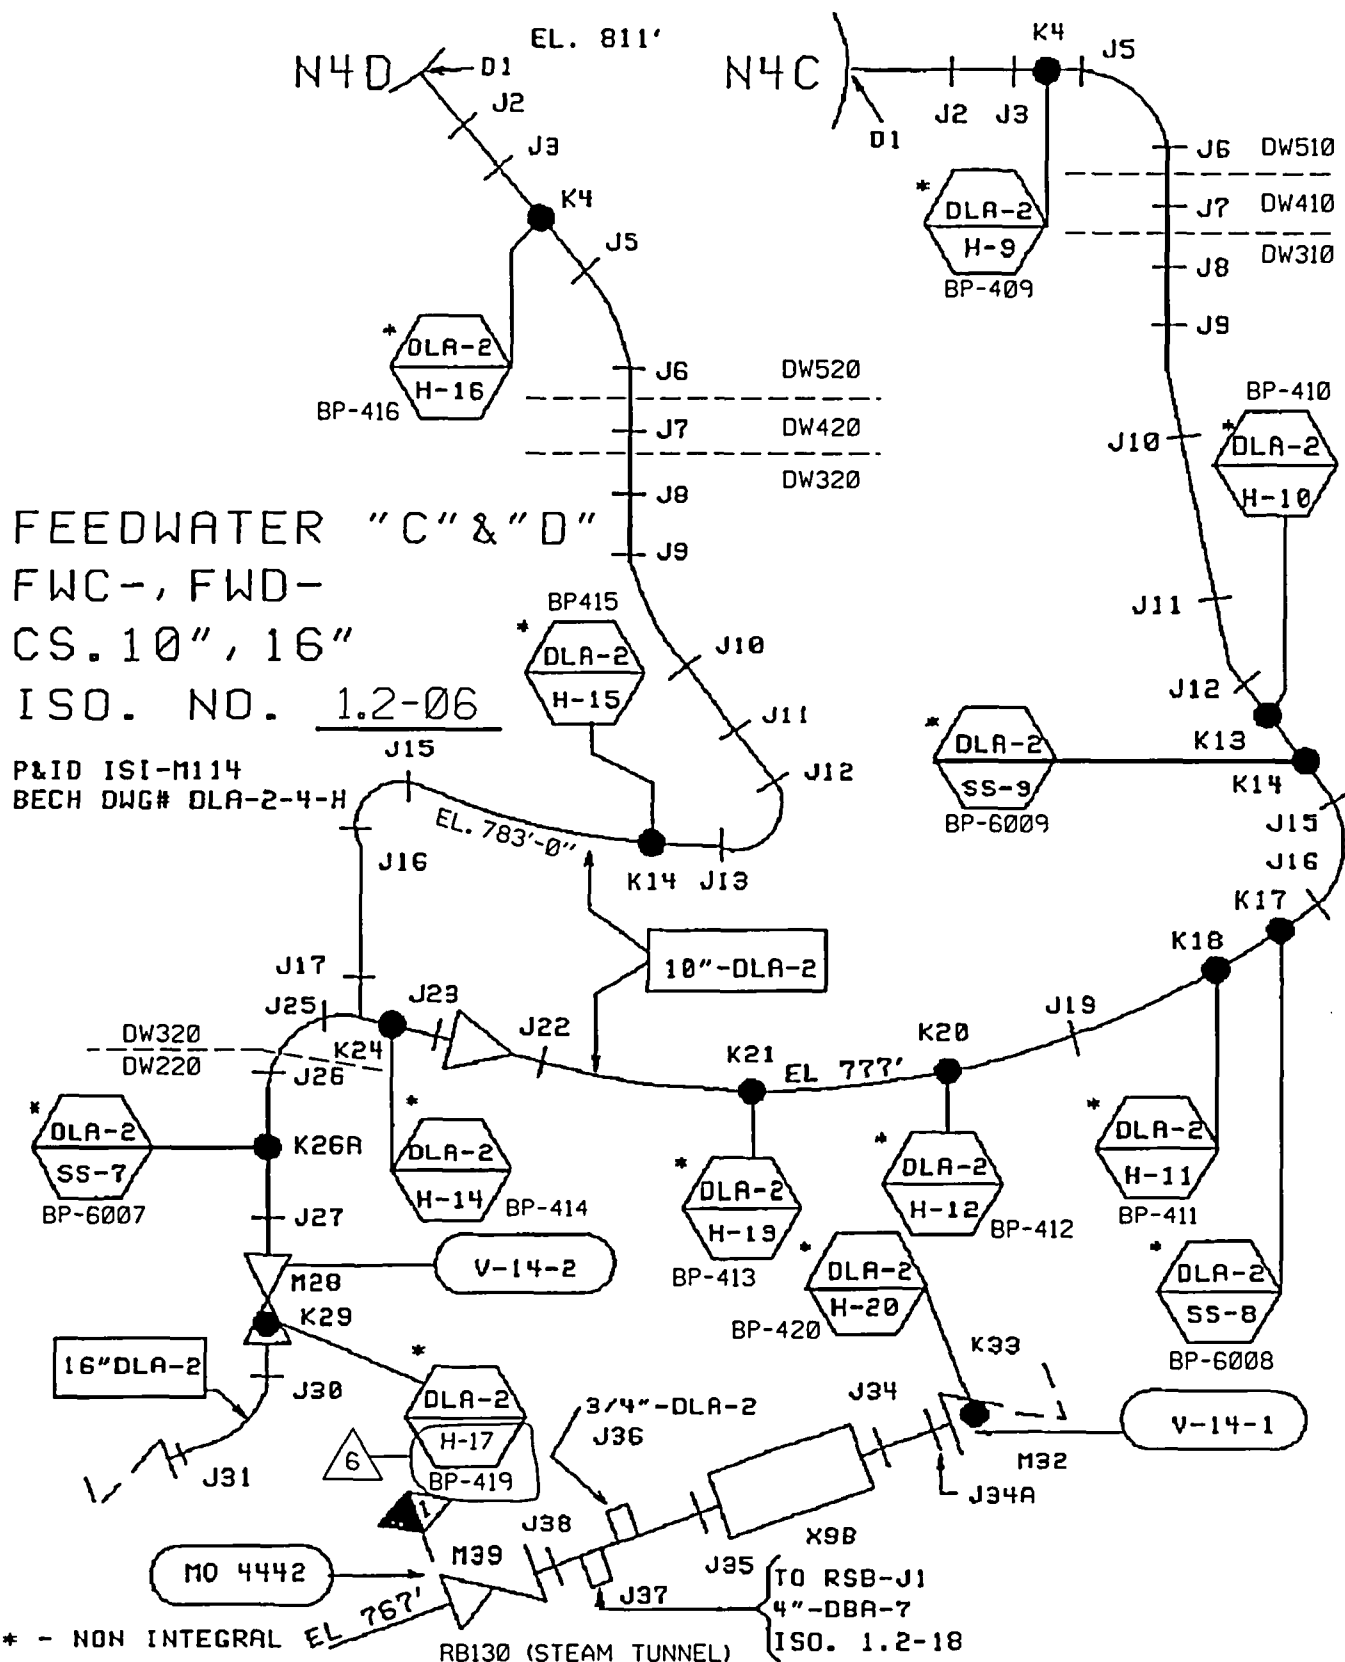 EL. 811'
N4D
D1
J2
J3
K4
J5
N4C
D1
J2
J3
K4
J5
J6 DW510
J7 DW410
DW310
J8
J9
*
DLA-2
H-9
BP-409
*
DLA-2
H-16
BP-416
J6 DW520
J7 DW420
DW320
J8
J9
J10
J11
J12
BP-410
*
DLA-2
H-10
J10
J11
J12
K13
K14
J15
J16
K17
K18
FEEDWATER "C"&"D"
FWC-, FWD-
CS. 10", 16"
ISO. NO. 1.2-06
P&ID ISI-M114
BECH DWG# DLA-2-4-H
BP415
*
DLA-2
H-15
*
DLA-2
SS-9
BP-6009
J15
EL. 783'-0"
J16
K14
J13
10"-DLA-2
J17
J25
J23
J22
K24
DW320
DW220
J26
K21
EL 777'
K20
J19
*
DLA-2
SS-7
BP-6007
K26A
*
DLA-2
H-14
BP-414
*
DLA-2
H-13
BP-413
*
DLA-2
H-12
BP-412
*
DLA-2
H-11
BP-411
J27
V-14-2
M28
K29
*
DLA-2
H-20
BP-420
*
DLA-2
SS-8
BP-6008
16"DLA-2
J30
J31
*
DLA-2
H-17
BP-419
6
1
3/4"-DLA-2
J36
J34
K33
V-14-1
M32
J34A
X9B
J35
J38
M39
J37
MO 4442
EL 767'
TO RSB-J1
4"-DBA-7
ISO. 1.2-18
* - NON INTEGRAL
RB130 (STEAM TUNNEL)